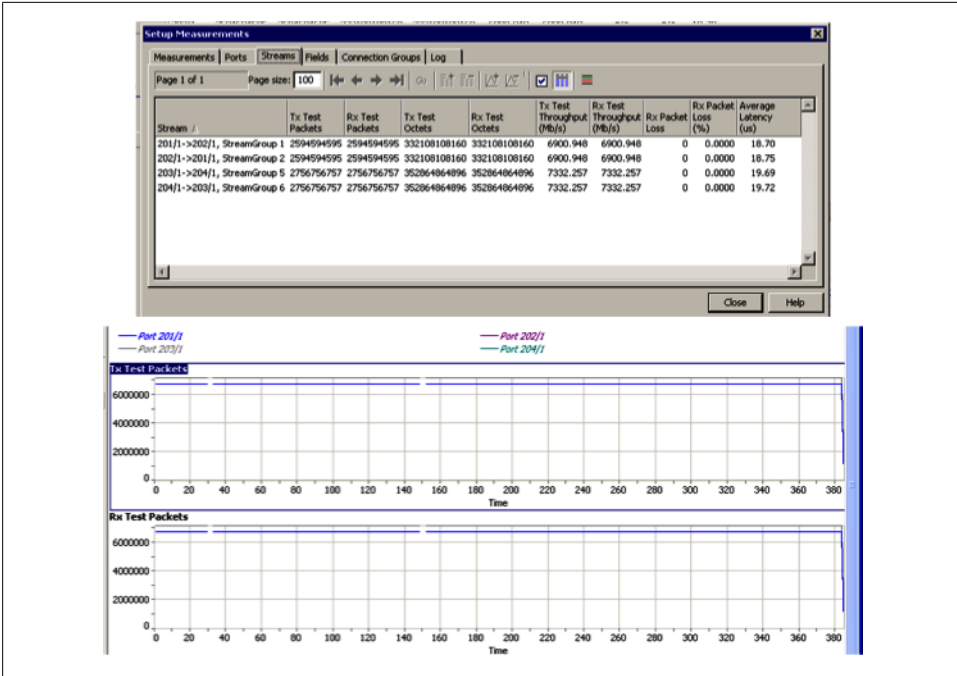 Setup Measurements
Measurements Ports Streams Fields Connection Groups Log
Page 1 of 1 Page size: 100 Go
Stream / Tx Test Packets Rx Test Packets Tx Test Octets Rx Test Octets Tx Test Throughput (Mb/s) Rx Test Throughput (Mb/s) Rx Packet Loss Rx Packet Loss (%) Average Latency (us)
201/1->202/1, StreamGroup 1 2594594595 2594594595 332108108160 332108108160 6900.948 6900.948 0 0.0000 18.70
202/1->201/1, StreamGroup 2 2594594595 2594594595 332108108160 332108108160 6900.948 6900.948 0 0.0000 18.75
203/1->204/1, StreamGroup 5 2756756757 2756756757 352864864896 352864864896 7332.257 7332.257 0 0.0000 19.69
204/1->203/1, StreamGroup 6 2756756757 2756756757 352864864896 352864864896 7332.257 7332.257 0 0.0000 19.72
Close Help
Port 201/1 Port 202/1
Port 203/1 Port 204/1
Tx Test Packets
6000000
4000000
2000000
0
0 20 40 60 80 100 120 140 160 180 200 220 240 260 280 300 320 340 360 380
Time
Rx Test Packets
6000000
4000000
2000000
0
0 20 40 60 80 100 120 140 160 180 200 220 240 260 280 300 320 340 360 380
Time